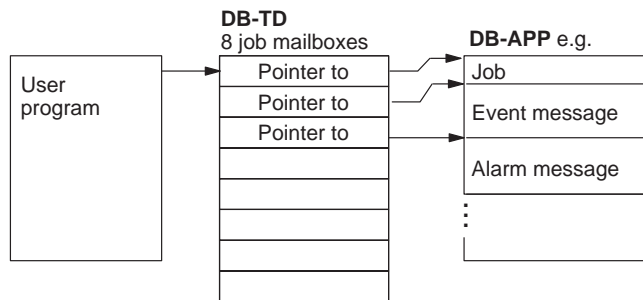 DB-TD
8 job mailboxes
DB-APP e.g.
User
program
Pointer to
Pointer to
Pointer to
Job
Event message
Alarm message